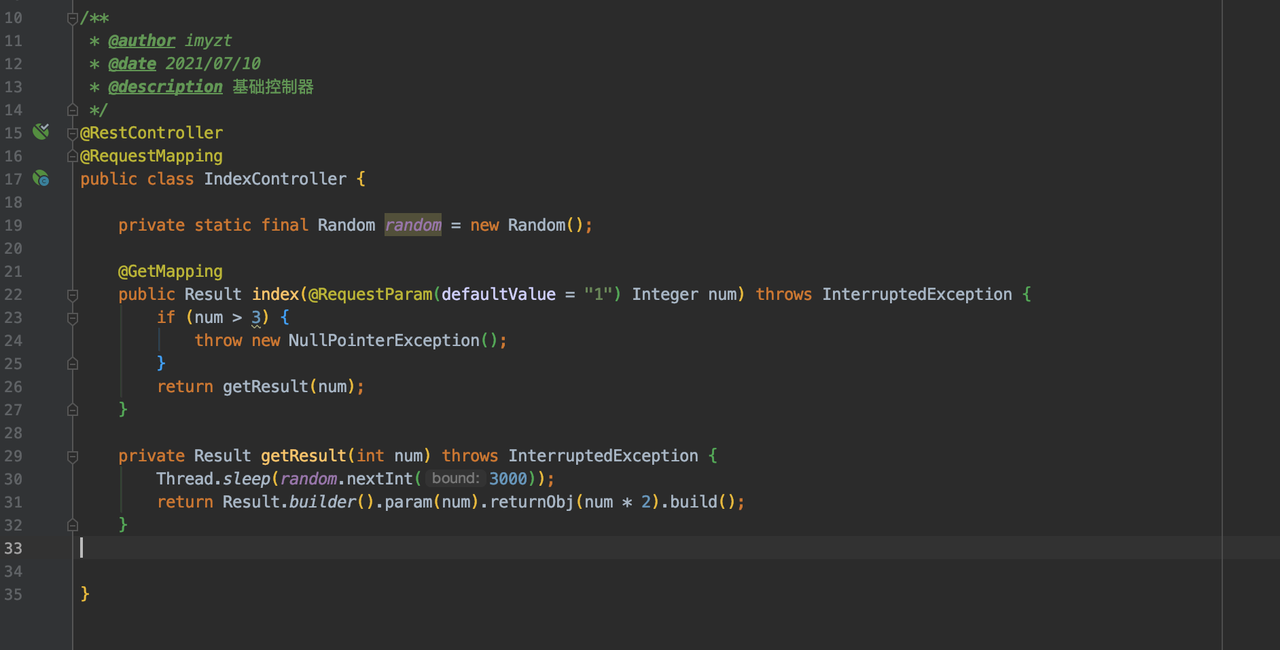 10 /**
11 * @author imyzt
12 * @date 2021/07/10
13 * @description 基础控制器
14 */
15 @RestController
16 @RequestMapping
17 public class IndexController {
18
19 private static final Random random = new Random();
20
21 @GetMapping
22 public Result index(@RequestParam(defaultValue = "1") Integer num) throws InterruptedException {
23 if (num > 3) {
24 throw new NullPointerException();
25 }
26 return getResult(num);
27 }
28
29 private Result getResult(int num) throws InterruptedException {
30 Thread.sleep(random.nextInt( bound: 3000));
31 return Result.builder().param(num).returnObj(num * 2).build();
32 }
33
34
35 }